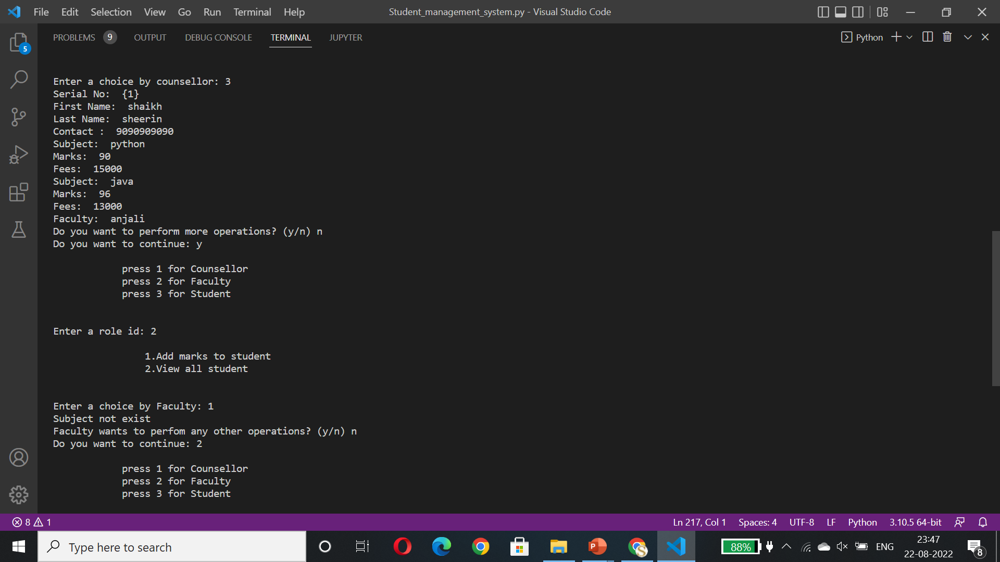 File Edit Selection View Go Run Terminal Help Student_management_system.py - Visual Studio Code
PROBLEMS 9 OUTPUT DEBUG CONSOLE TERMINAL JUPYTER Python
5
Enter a choice by counsellor: 3
Serial No:  {1}
First Name:  shaikh
Last Name:  sheerin
Contact :  9090909090
Subject:  python
Marks:  90
Fees:  15000
Subject:  java
Marks:  96
Fees:  13000
Faculty:  anjali
Do you want to perform more operations? (y/n) n
Do you want to continue: y
press 1 for Counsellor
press 2 for Faculty
press 3 for Student
Enter a role id: 2
1.Add marks to student
2.View all student
Enter a choice by Faculty: 1
Subject not exist
Faculty wants to perfom any other operations? (y/n) n
Do you want to continue: 2
press 1 for Counsellor
press 2 for Faculty
press 3 for Student
8 1 Ln 217, Col 1 Spaces: 4 UTF-8 LF Python 3.10.5 64-bit
Type here to search P S 88% ENG 23:47
22-08-2022 8